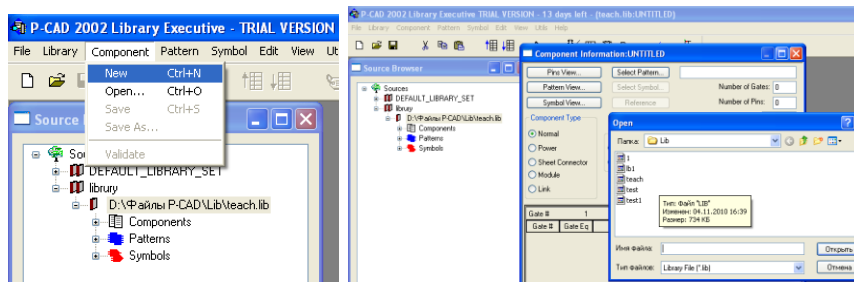 P-CAD 2002 Library Executive - TRIAL VERSION
File Library Component Pattern Symbol Edit View Ut
New Ctrl+N
Open... Ctrl+O
Save Ctrl+S
Save As...
Validate
Source
So
DEFAULT_LIBRARY_SET
librury
D:\Файлы P-CAD\Lib\teach.lib
Components
Patterns
Symbols
P-CAD 2002 Library Executive TRIAL VERSION - 13 days left - (teach.lib:UNTITLED)
File Library Component Pattern Symbol Edit View Utils Help
Source Browser
Sources
DEFAULT_LIBRARY_SET
librury
D:\Файлы P-CAD\Lib\teach.lib
Components
Patterns
Symbols
Component Information:UNTITLED
Pins View... Select Pattern...
Pattern View... Select Symbol... Number of Gates: 0
Symbol View... Reference Number of Pins: 0
Component Type
Normal
Power
Sheet Connector
Module
Link
Gate # 1
Gate # Gate Eq
Open
Папка: Lib
1
lb1
teach
test
test1
Тип: Файл "LIB"
Изменен: 04.11.2010 16:39
Размер: 734 КБ
Имя файла: Открыть
Тип файлов: Library File (*.lib) Отмена